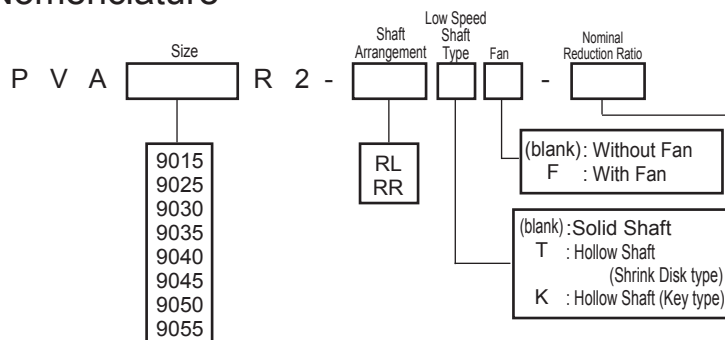 Nomenclature
Size
Shaft
Arrangement
Low Speed
Shaft
Type
Fan
Nominal
Reduction Ratio
P V A R 2 - -
9015
9025
9030
9035
9040
9045
9050
9055
RL
RR
(blank): Without Fan
F : With Fan
(blank) :Solid Shaft
T : Hollow Shaft
(Shrink Disk type)
K : Hollow Shaft (Key type)